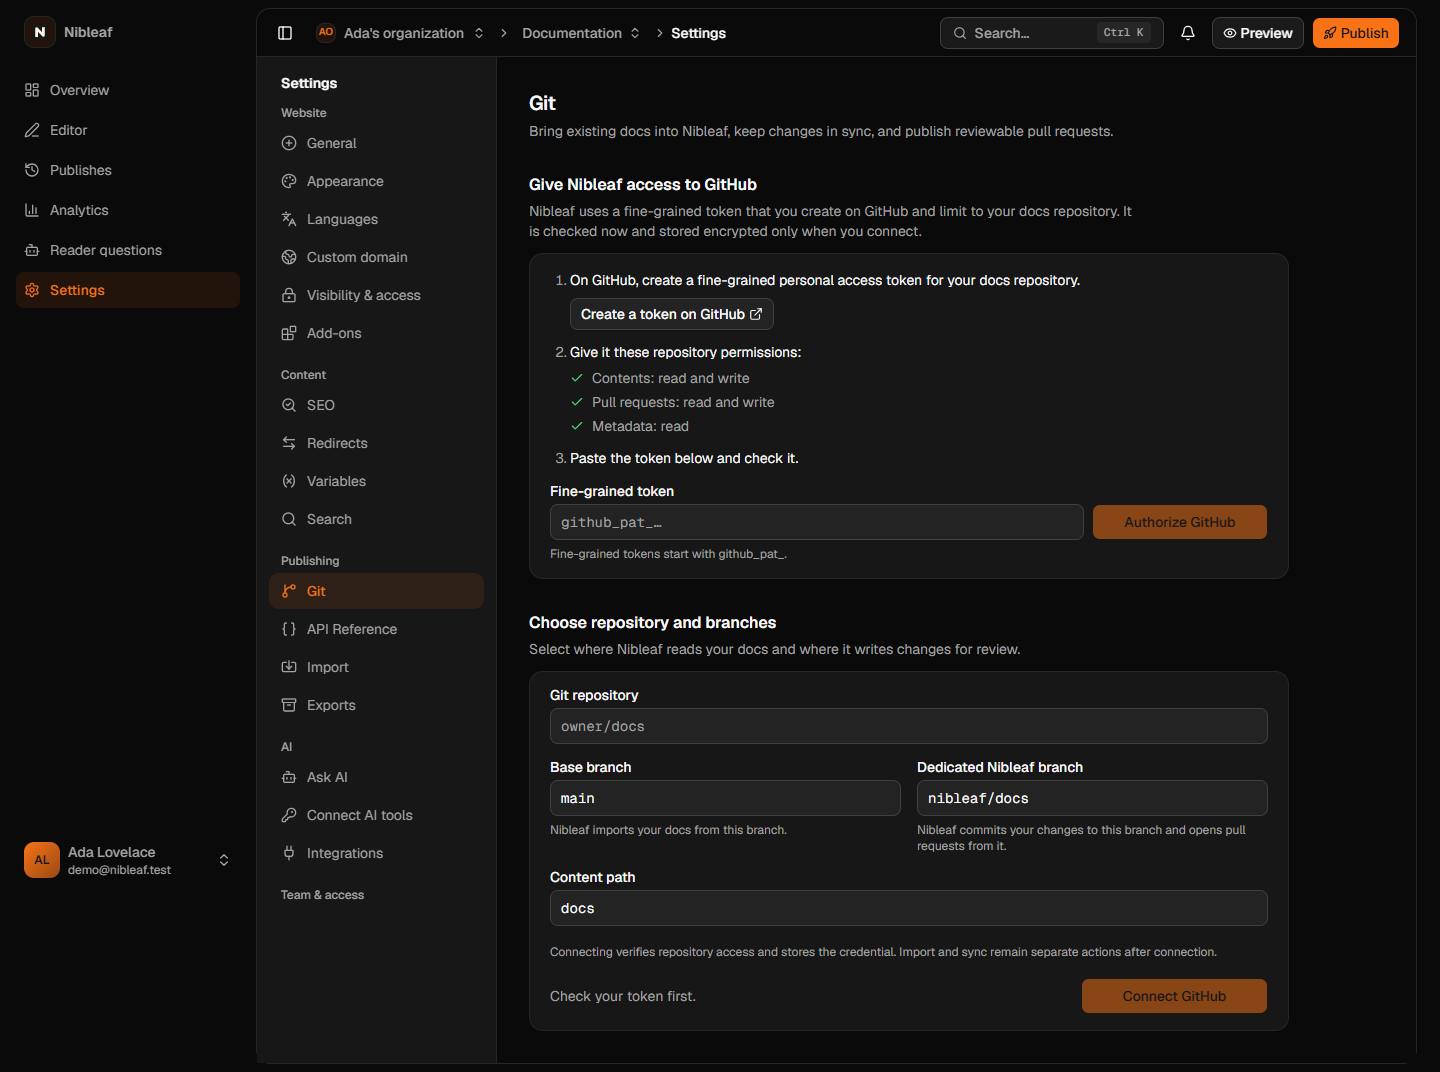 N Nibleaf
Overview
Editor
Publishes
Analytics
Reader questions
Settings
AL Ada Lovelace
demo@nibleaf.test
AO Ada's organization
Documentation
Settings
Search...
Ctrl K
Preview
Publish
Settings
Website
General
Appearance
Languages
Custom domain
Visibility & access
Add-ons
Content
SEO
Redirects
Variables
Search
Publishing
Git
API Reference
Import
Exports
AI
Ask AI
Connect AI tools
Integrations
Team & access
Git
Bring existing docs into Nibleaf, keep changes in sync, and publish reviewable pull requests.
Give Nibleaf access to GitHub
Nibleaf uses a fine-grained token that you create on GitHub and limit to your docs repository. It
is checked now and stored encrypted only when you connect.
1. On GitHub, create a fine-grained personal access token for your docs repository.
Create a token on GitHub
2. Give it these repository permissions:
Contents: read and write
Pull requests: read and write
Metadata: read
3. Paste the token below and check it.
Fine-grained token
github_pat_…
Authorize GitHub
Fine-grained tokens start with github_pat_.
Choose repository and branches
Select where Nibleaf reads your docs and where it writes changes for review.
Git repository
owner/docs
Base branch
main
Nibleaf imports your docs from this branch.
Dedicated Nibleaf branch
nibleaf/docs
Nibleaf commits your changes to this branch and opens pull
requests from it.
Content path
docs
Connecting verifies repository access and stores the credential. Import and sync remain separate actions after connection.
Check your token first.
Connect GitHub